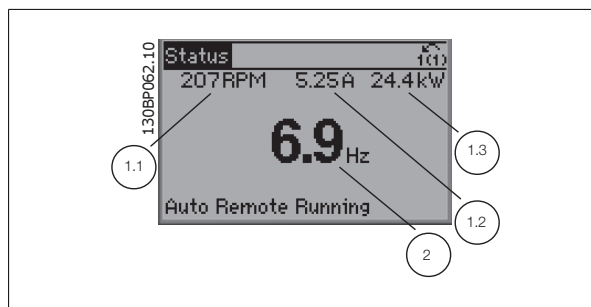 130BP062.10
Status 1(1)
207RPM 5.25A 24.4kW
6.9Hz
Auto Remote Running
1.1
1.3
1.2
2